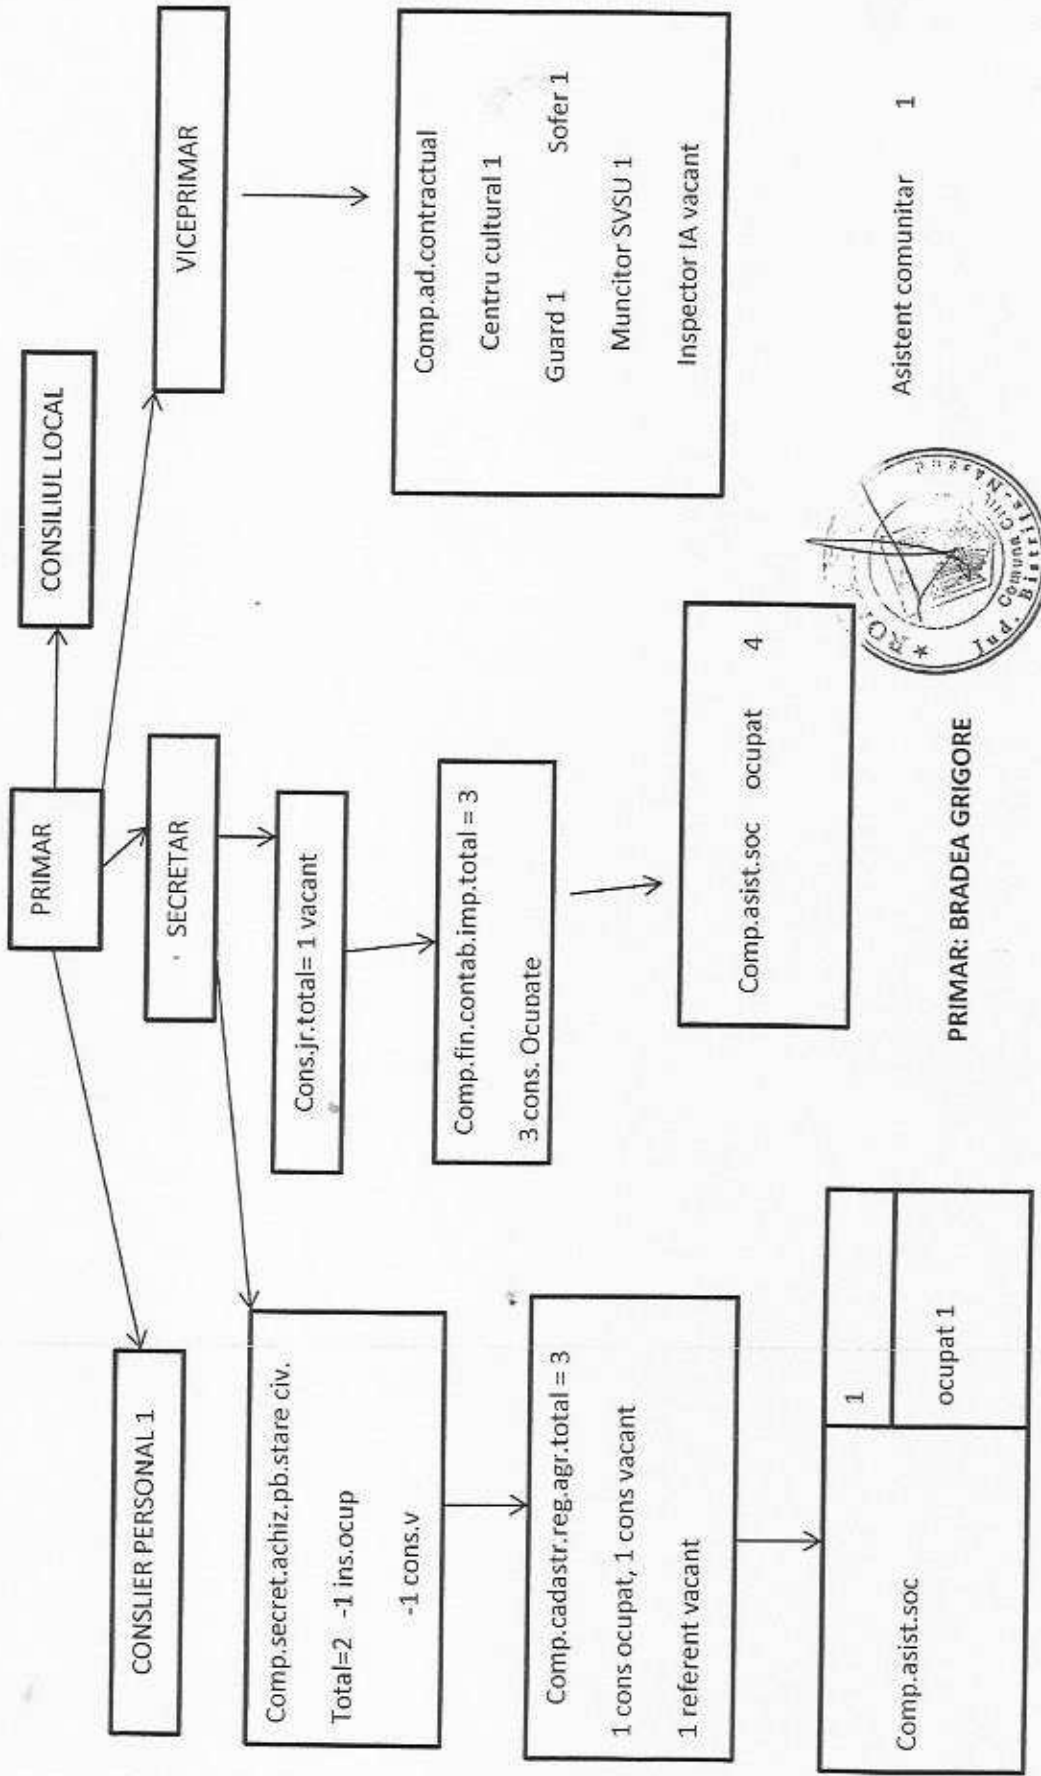 PRIMAR
CONSILIUL LOCAL
CONSLIER PERSONAL 1
SECRETAR
VICEPRIMAR
Comp.secret.achiz.pb.stare civ.
Total=2 -1 ins.ocup
-1 cons.v
Cons.jr.total= 1 vacant
Comp.ad.contractual
Centru cultural 1
Guard 1 Sofer 1
Muncitor SVSU 1
Inspector IA vacant
Comp.fin.contab.imp.total = 3
3 cons. Ocupate
Comp.cadastr.reg.agr.total = 3
1 cons ocupat, 1 cons vacant
1 referent vacant
Comp.asist.soc ocupat 4
Comp.asist.soc
1
ocupat 1
Asistent comunitar 1
PRIMAR: BRADEA GRIGORE
Jud. Bistrița-Năsăud
Comuna